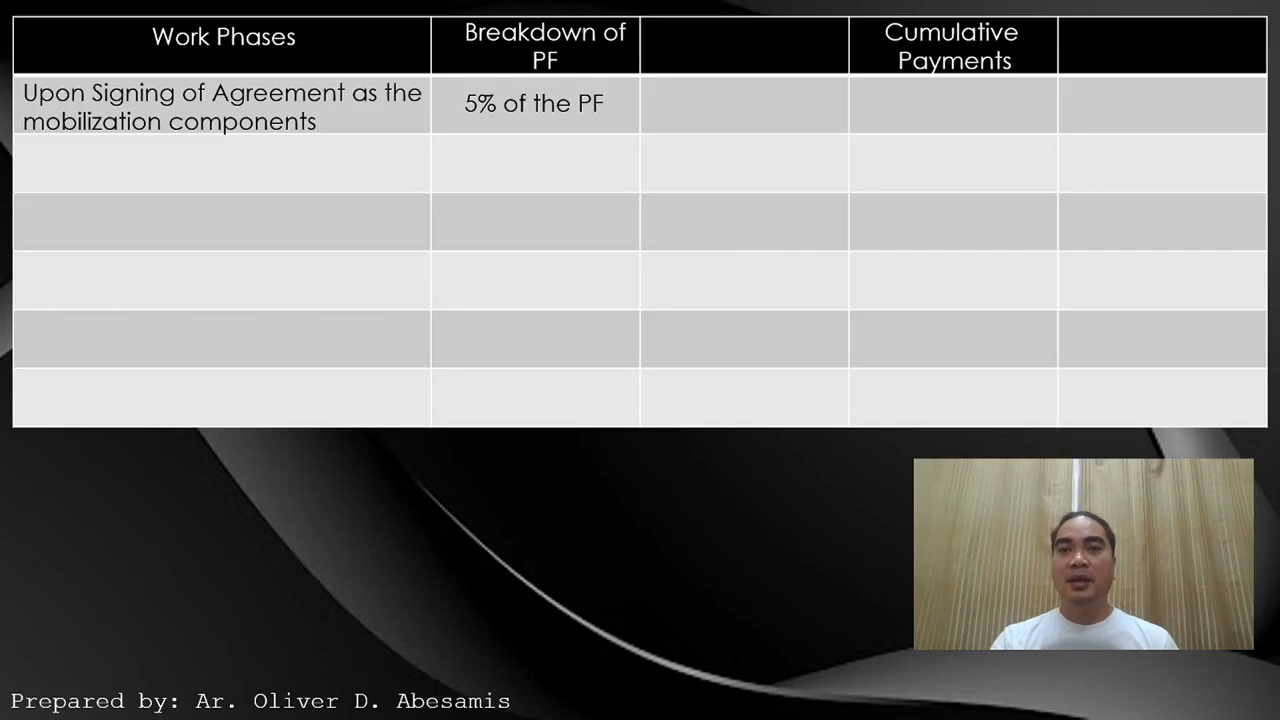 Work Phases
Breakdown of
PF
Cumulative
Payments
Upon Signing of Agreement as the
mobilization components
5% of the PF
Prepared by: Ar. Oliver D. Abesamis